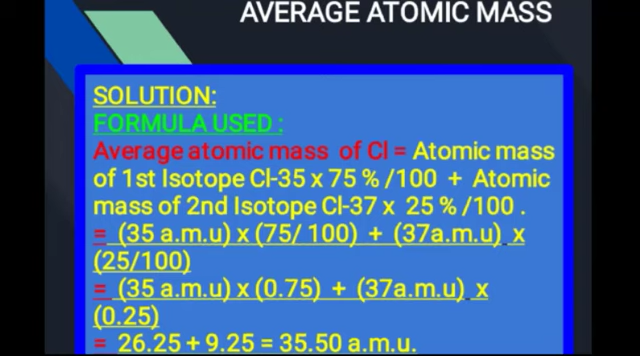 AVERAGE ATOMIC MASS
SOLUTION:
FORMULA USED :
Average atomic mass of Cl = Atomic mass
of 1st Isotope Cl-35 x 75 % /100 + Atomic
mass of 2nd Isotope Cl-37 x 25 % /100 .
= (35 a.m.u) x (75/ 100) + (37a.m.u) x
(25/100)
= (35 a.m.u) x (0.75) + (37a.m.u) x
(0.25)
= 26.25 + 9.25 = 35.50 a.m.u.